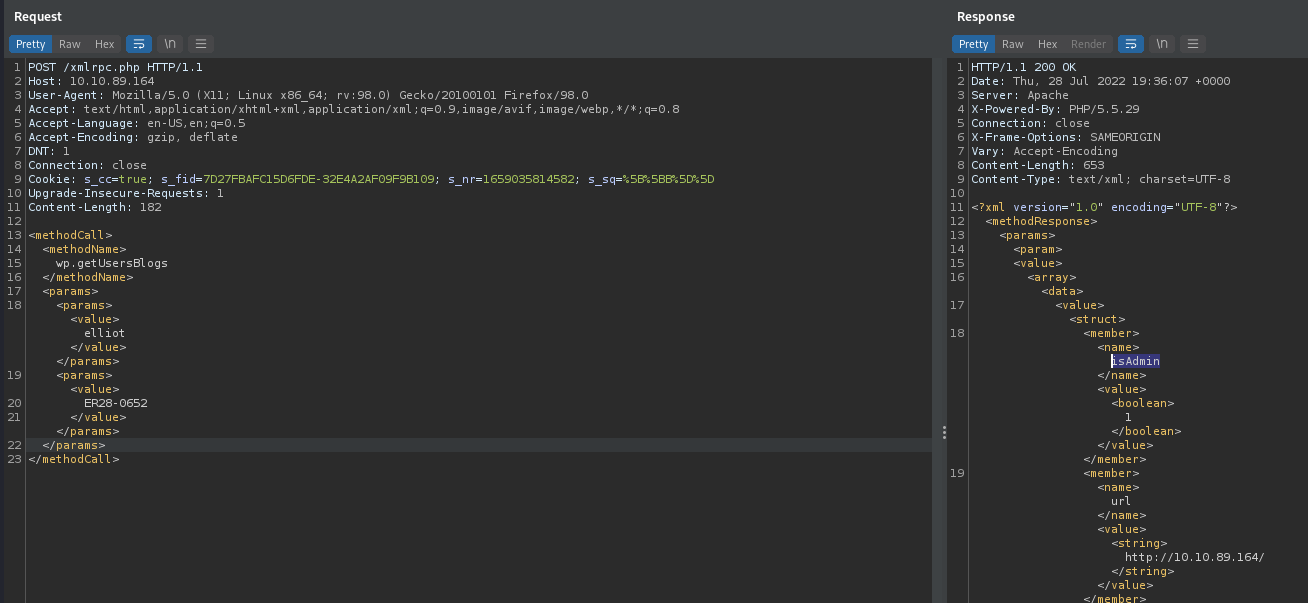 Request
Pretty Raw Hex \n
1 POST /xmlrpc.php HTTP/1.1
2 Host: 10.10.89.164
3 User-Agent: Mozilla/5.0 (X11; Linux x86_64; rv:98.0) Gecko/20100101 Firefox/98.0
4 Accept: text/html,application/xhtml+xml,application/xml;q=0.9,image/avif,image/webp,*/*;q=0.8
5 Accept-Language: en-US,en;q=0.5
6 Accept-Encoding: gzip, deflate
7 DNT: 1
8 Connection: close
9 Cookie: s_cc=true; s_fid=7D27FBAFC15D6FDE-32E4A2AF09F9B109; s_nr=1659035814582; s_sq=%5B%5BB%5D%5D
10 Upgrade-Insecure-Requests: 1
11 Content-Length: 182
12
13 <methodCall>
14 <methodName>
15 wp.getUsersBlogs
16 </methodName>
17 <params>
18 <params>
<value>
elliot
</value>
</params>
19 <params>
<value>
20 ER28-0652
21 </value>
</params>
22 </params>
23 </methodCall>
Response
Pretty Raw Hex Render \n
1 HTTP/1.1 200 OK
2 Date: Thu, 28 Jul 2022 19:36:07 +0000
3 Server: Apache
4 X-Powered-By: PHP/5.5.29
5 Connection: close
6 X-Frame-Options: SAMEORIGIN
7 Vary: Accept-Encoding
8 Content-Length: 653
9 Content-Type: text/xml; charset=UTF-8
10
11 <?xml version="1.0" encoding="UTF-8"?>
12 <methodResponse>
13 <params>
14 <param>
15 <value>
16 <array>
<data>
17 <value>
<struct>
18 <member>
<name>
isAdmin
</name>
<value>
<boolean>
1
</boolean>
</value>
</member>
19 <member>
<name>
url
</name>
<value>
<string>
http://10.10.89.164/
</string>
</value>
</member>